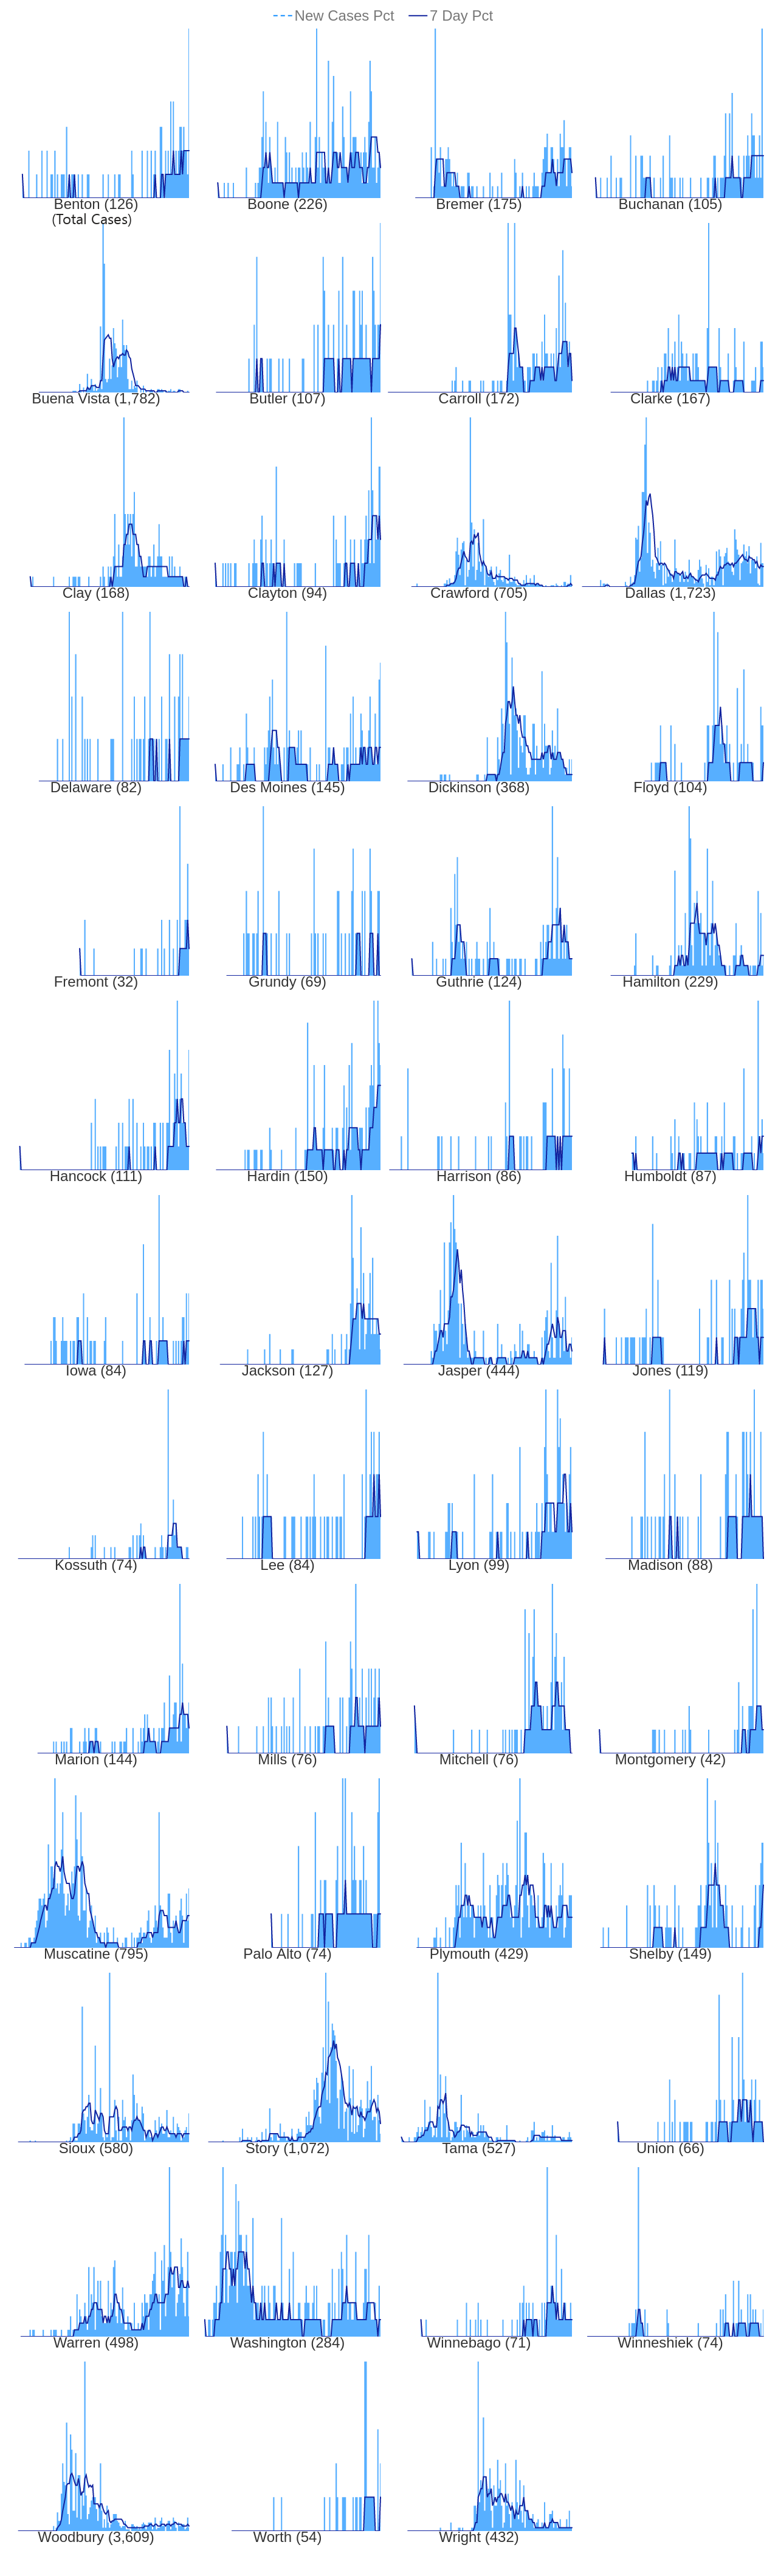 New Cases Pct 7 Day Pct
Benton (126) Boone (226) Bremer (175) Buchanan (105)
(Total Cases)
Buena Vista (1,782) Butler (107) Carroll (172) Clarke (167)
Clay (168) Clayton (94) Crawford (705) Dallas (1,723)
Delaware (82) Des Moines (145) Dickinson (368) Floyd (104)
Fremont (32) Grundy (69) Guthrie (124) Hamilton (229)
Hancock (111) Hardin (150) Harrison (86) Humboldt (87)
Iowa (84) Jackson (127) Jasper (444) Jones (119)
Kossuth (74) Lee (84) Lyon (99) Madison (88)
Marion (144) Mills (76) Mitchell (76) Montgomery (42)
Muscatine (795) Palo Alto (74) Plymouth (429) Shelby (149)
Sioux (580) Story (1,072) Tama (527) Union (66)
Warren (498) Washington (284) Winnebago (71) Winneshiek (74)
Woodbury (3,609) Worth (54) Wright (432)